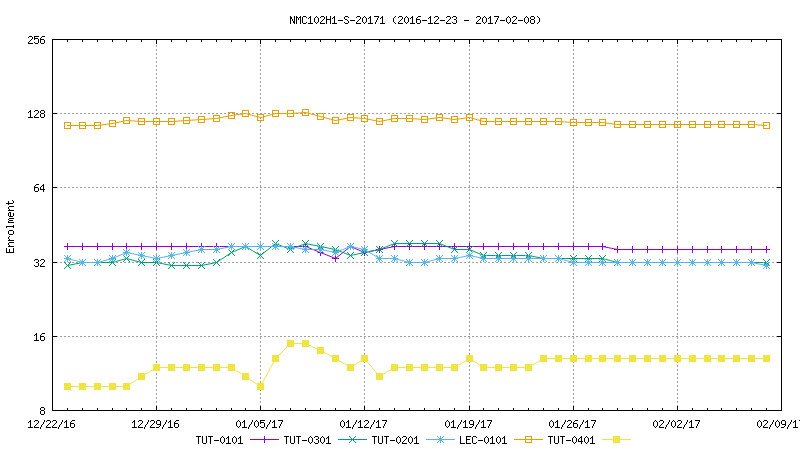 NMC102H1-S-20171 (2016-12-23 - 2017-02-08)
256
128
64
Enrolment
32
16
8
12/22/16 12/29/16 01/05/17 01/12/17 01/19/17 01/26/17 02/02/17 02/09/17
TUT-0101 TUT-0301 TUT-0201 LEC-0101 TUT-0401